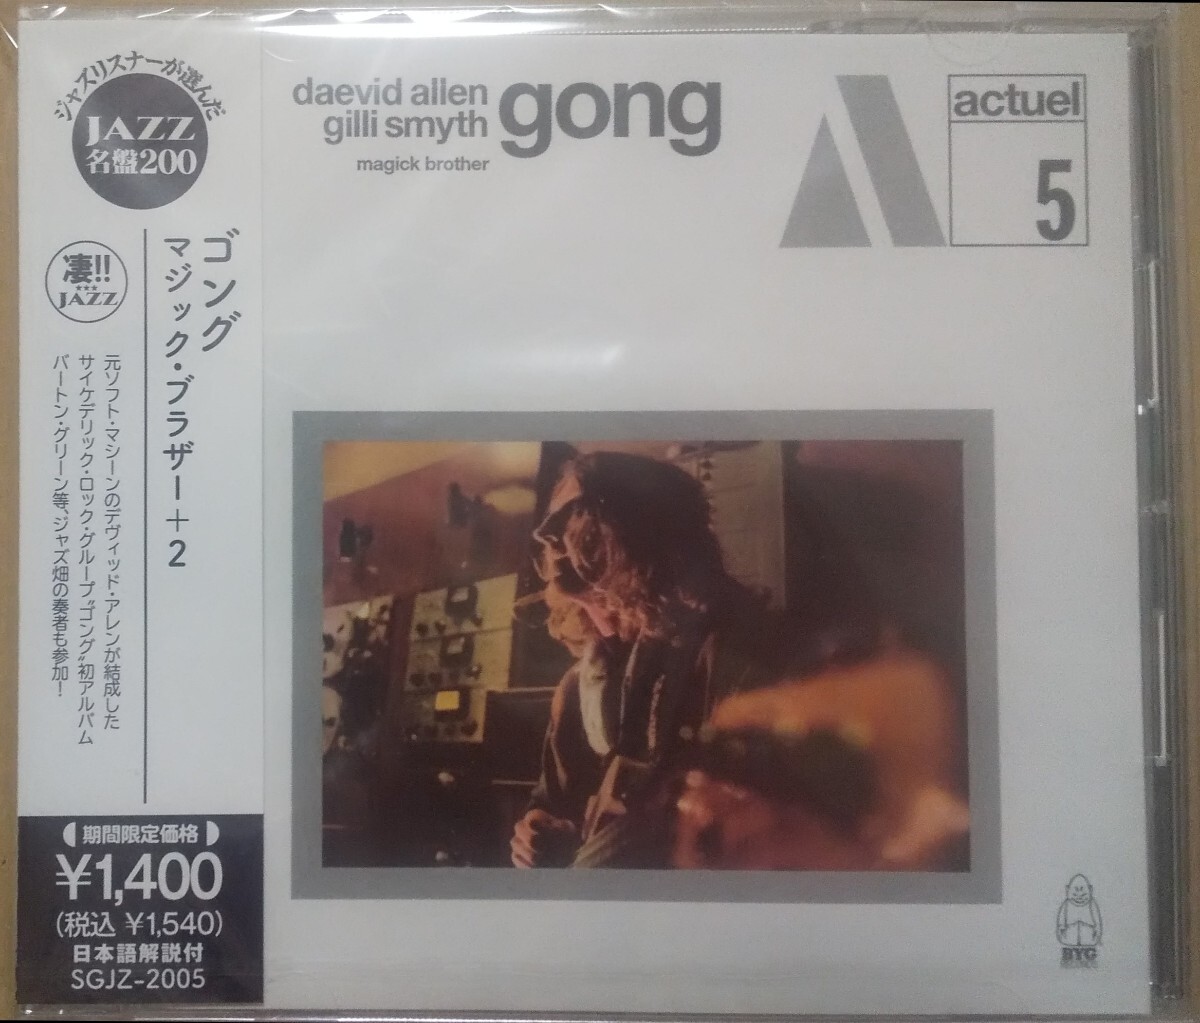 ジャズリスナーが選んだ
JAZZ
名盤200
凄!!
JAZZ
ゴング
マジック・ブラザー+2
元ソフト・マシーンのデヴィッド・アレンが結成した
サイケデリック・ロック・グループ“ゴング”初アルバム
バートン・グリーン等、ジャズ畑の奏者も参加!
期間限定価格
¥1,400
(税込 ¥1,540)
日本語解説付
SGJZ-2005
daevid allen
gilli smyth
gong
magick brother
actuel
5
BYG
RECORDS